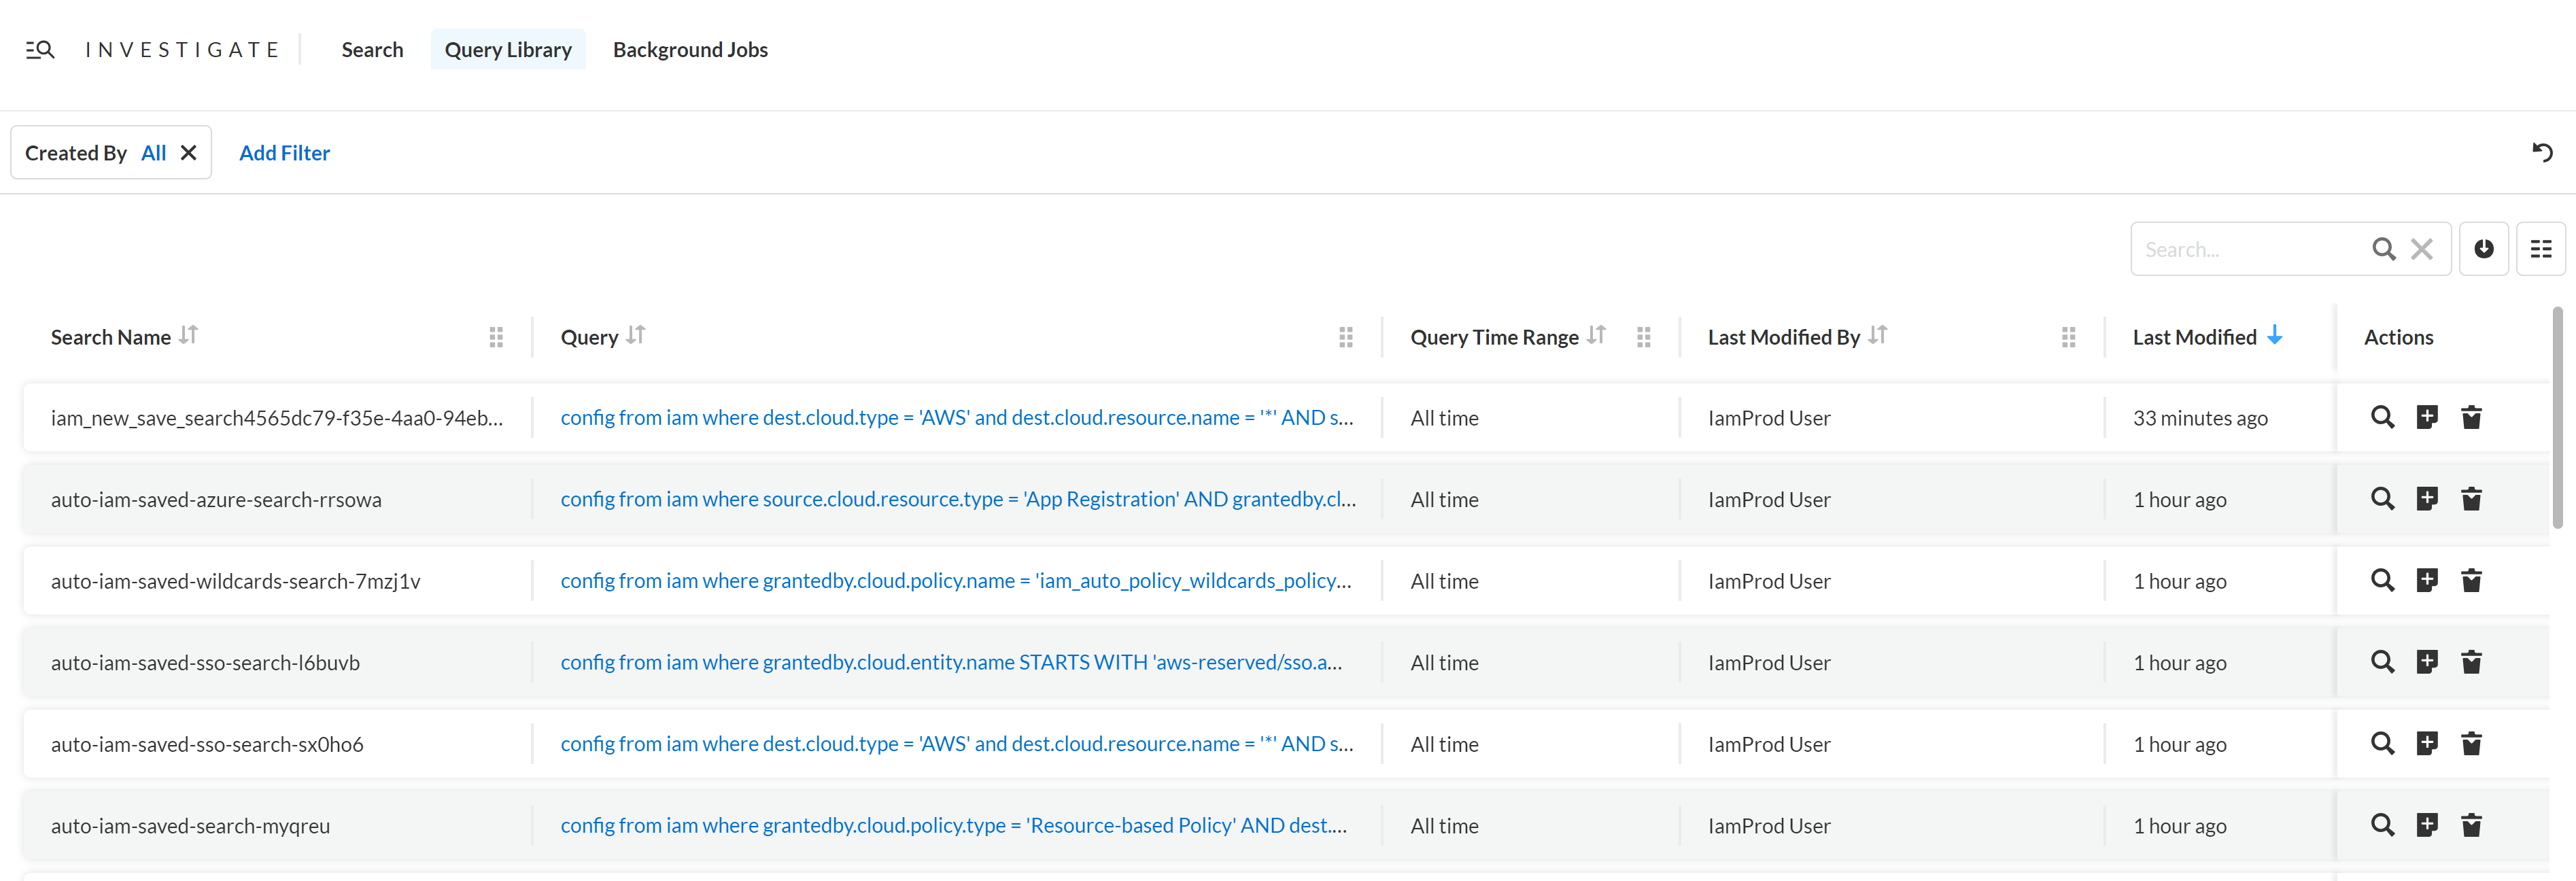 INVESTIGATE Search Query Library Background Jobs
Created By All Add Filter
Search...
Search Name Query Query Time Range Last Modified By Last Modified Actions
iam_new_save_search4565dc79-f35e-4aa0-94eb... config from iam where dest.cloud.type = 'AWS' and dest.cloud.resource.name = '*' AND s... All time IamProd User 33 minutes ago
auto-iam-saved-azure-search-rrsowa config from iam where source.cloud.resource.type = 'App Registration' AND grantedby.cl... All time IamProd User 1 hour ago
auto-iam-saved-wildcards-search-7mzj1v config from iam where grantedby.cloud.policy.name = 'iam_auto_policy_wildcards_policy... All time IamProd User 1 hour ago
auto-iam-saved-sso-search-l6buvb config from iam where grantedby.cloud.entity.name STARTS WITH 'aws-reserved/sso.a... All time IamProd User 1 hour ago
auto-iam-saved-sso-search-sx0ho6 config from iam where dest.cloud.type = 'AWS' and dest.cloud.resource.name = '*' AND s... All time IamProd User 1 hour ago
auto-iam-saved-search-myqreu config from iam where grantedby.cloud.policy.type = 'Resource-based Policy' AND dest.... All time IamProd User 1 hour ago